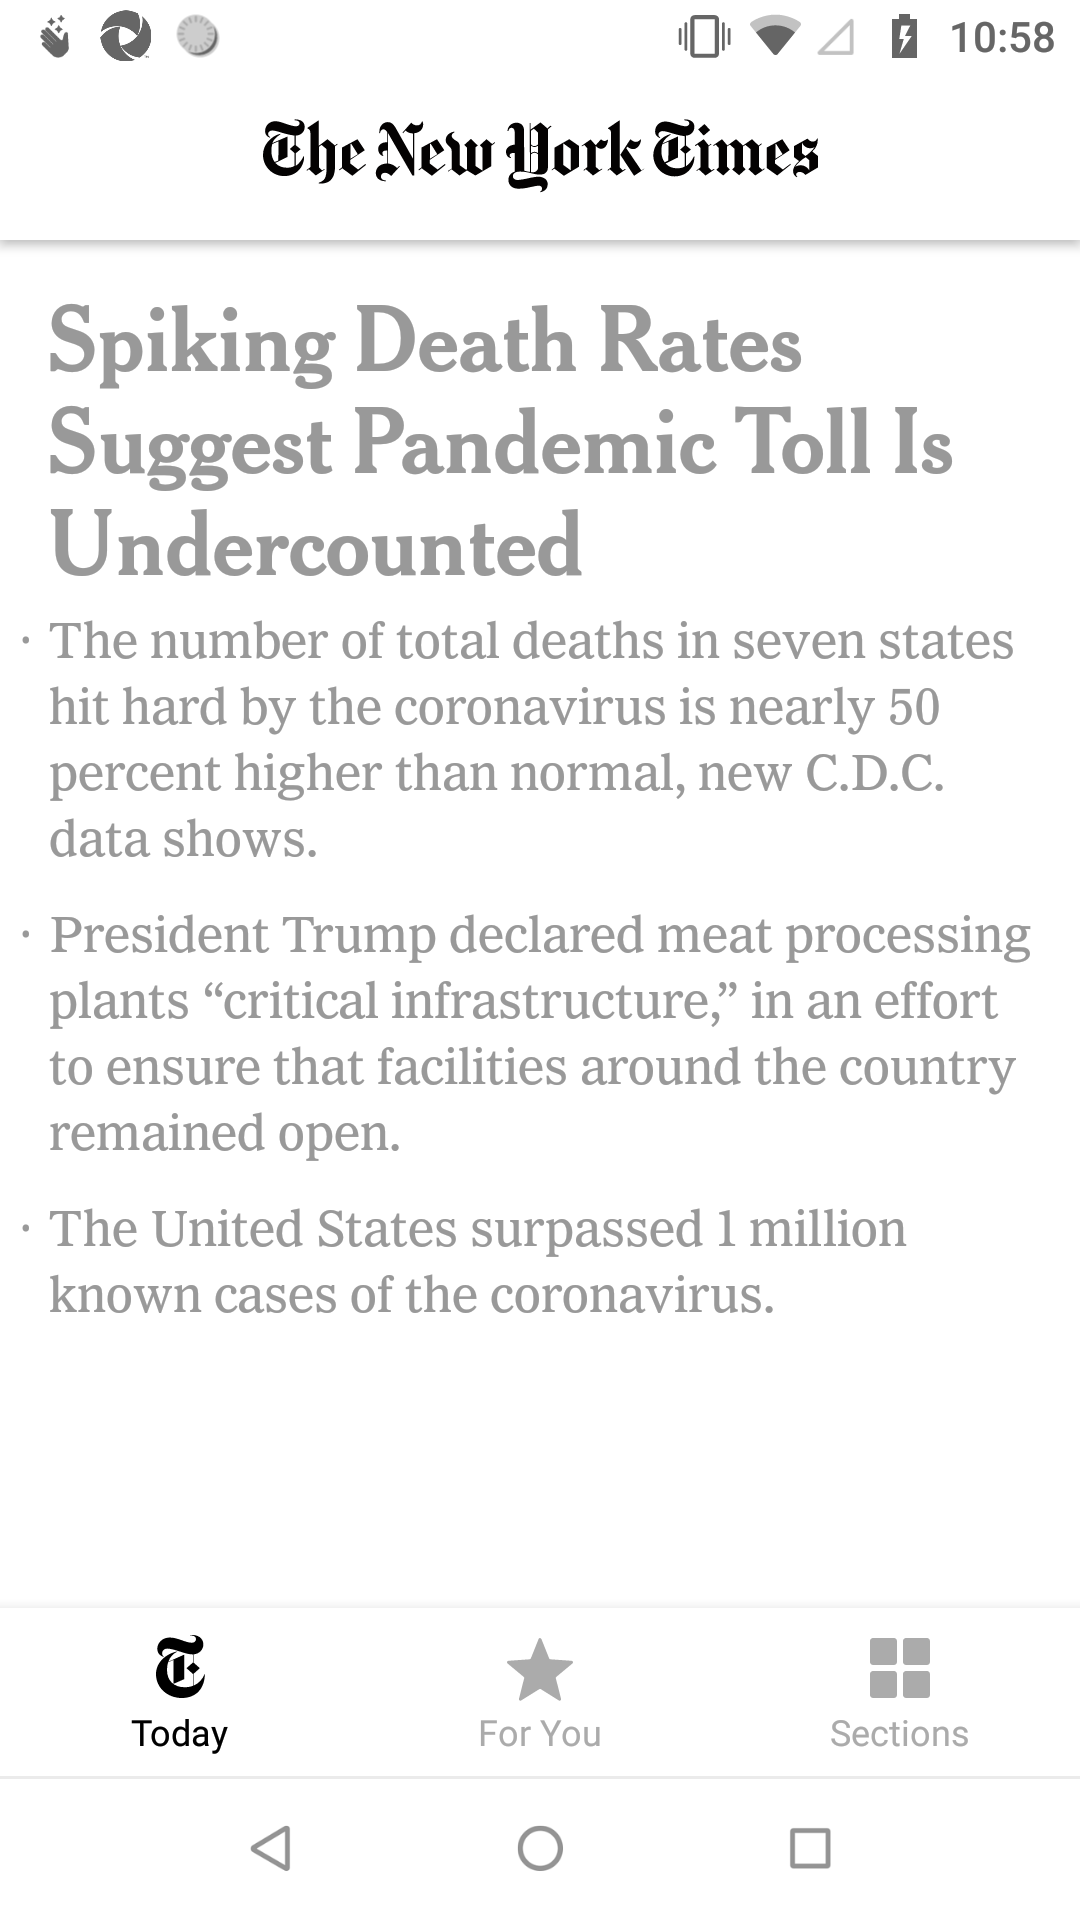 10:58
The New York Times
Spiking Death Rates
Suggest Pandemic Toll Is
Undercounted
· The number of total deaths in seven states
hit hard by the coronavirus is nearly 50
percent higher than normal, new C.D.C.
data shows.
· President Trump declared meat processing
plants “critical infrastructure,” in an effort
to ensure that facilities around the country
remained open.
· The United States surpassed 1 million
known cases of the coronavirus.
T
Today
For You
Sections